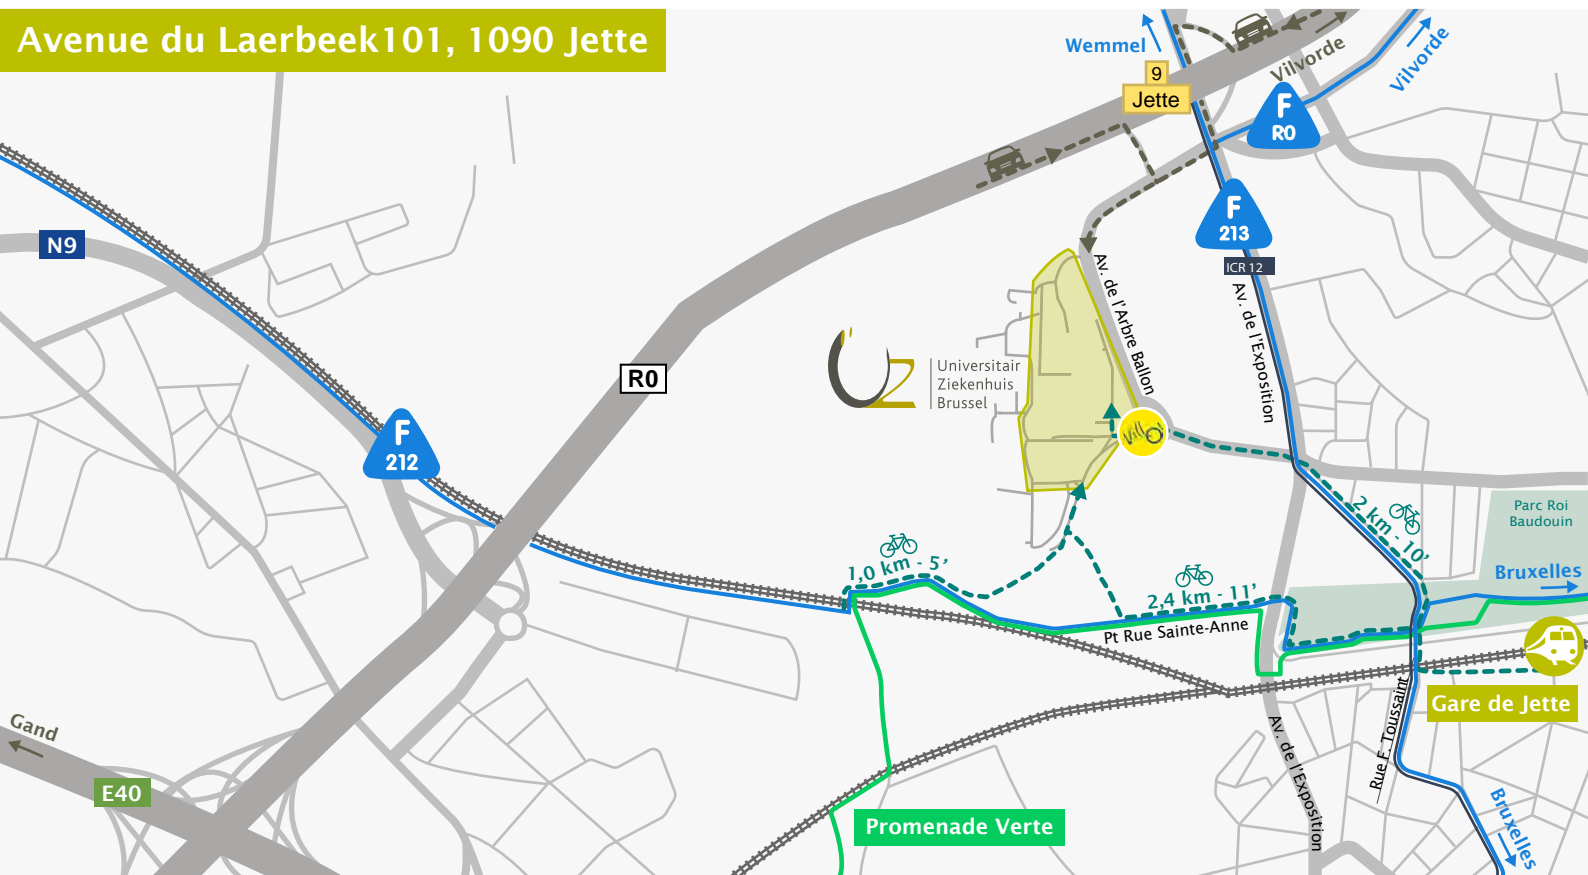 Avenue du Laerbeek101, 1090 Jette
Wemmel
Vilvorde
Vilvorde
9
Jette
F
R0
F
213
ICR 12
N9
Av. de l'Arbre Ballon
Av. de l'Exposition
R0
Universitair
Ziekenhuis
Brussel
Villo!
F
212
2 km - 10'
Parc Roi
Baudouin
1,0 km - 5'
2,4 km - 11'
Bruxelles
Pt Rue Sainte-Anne
Gare de Jette
Rue F. Toussaint
Av. de l'Exposition
Gand
E40
Promenade Verte
Bruxelles